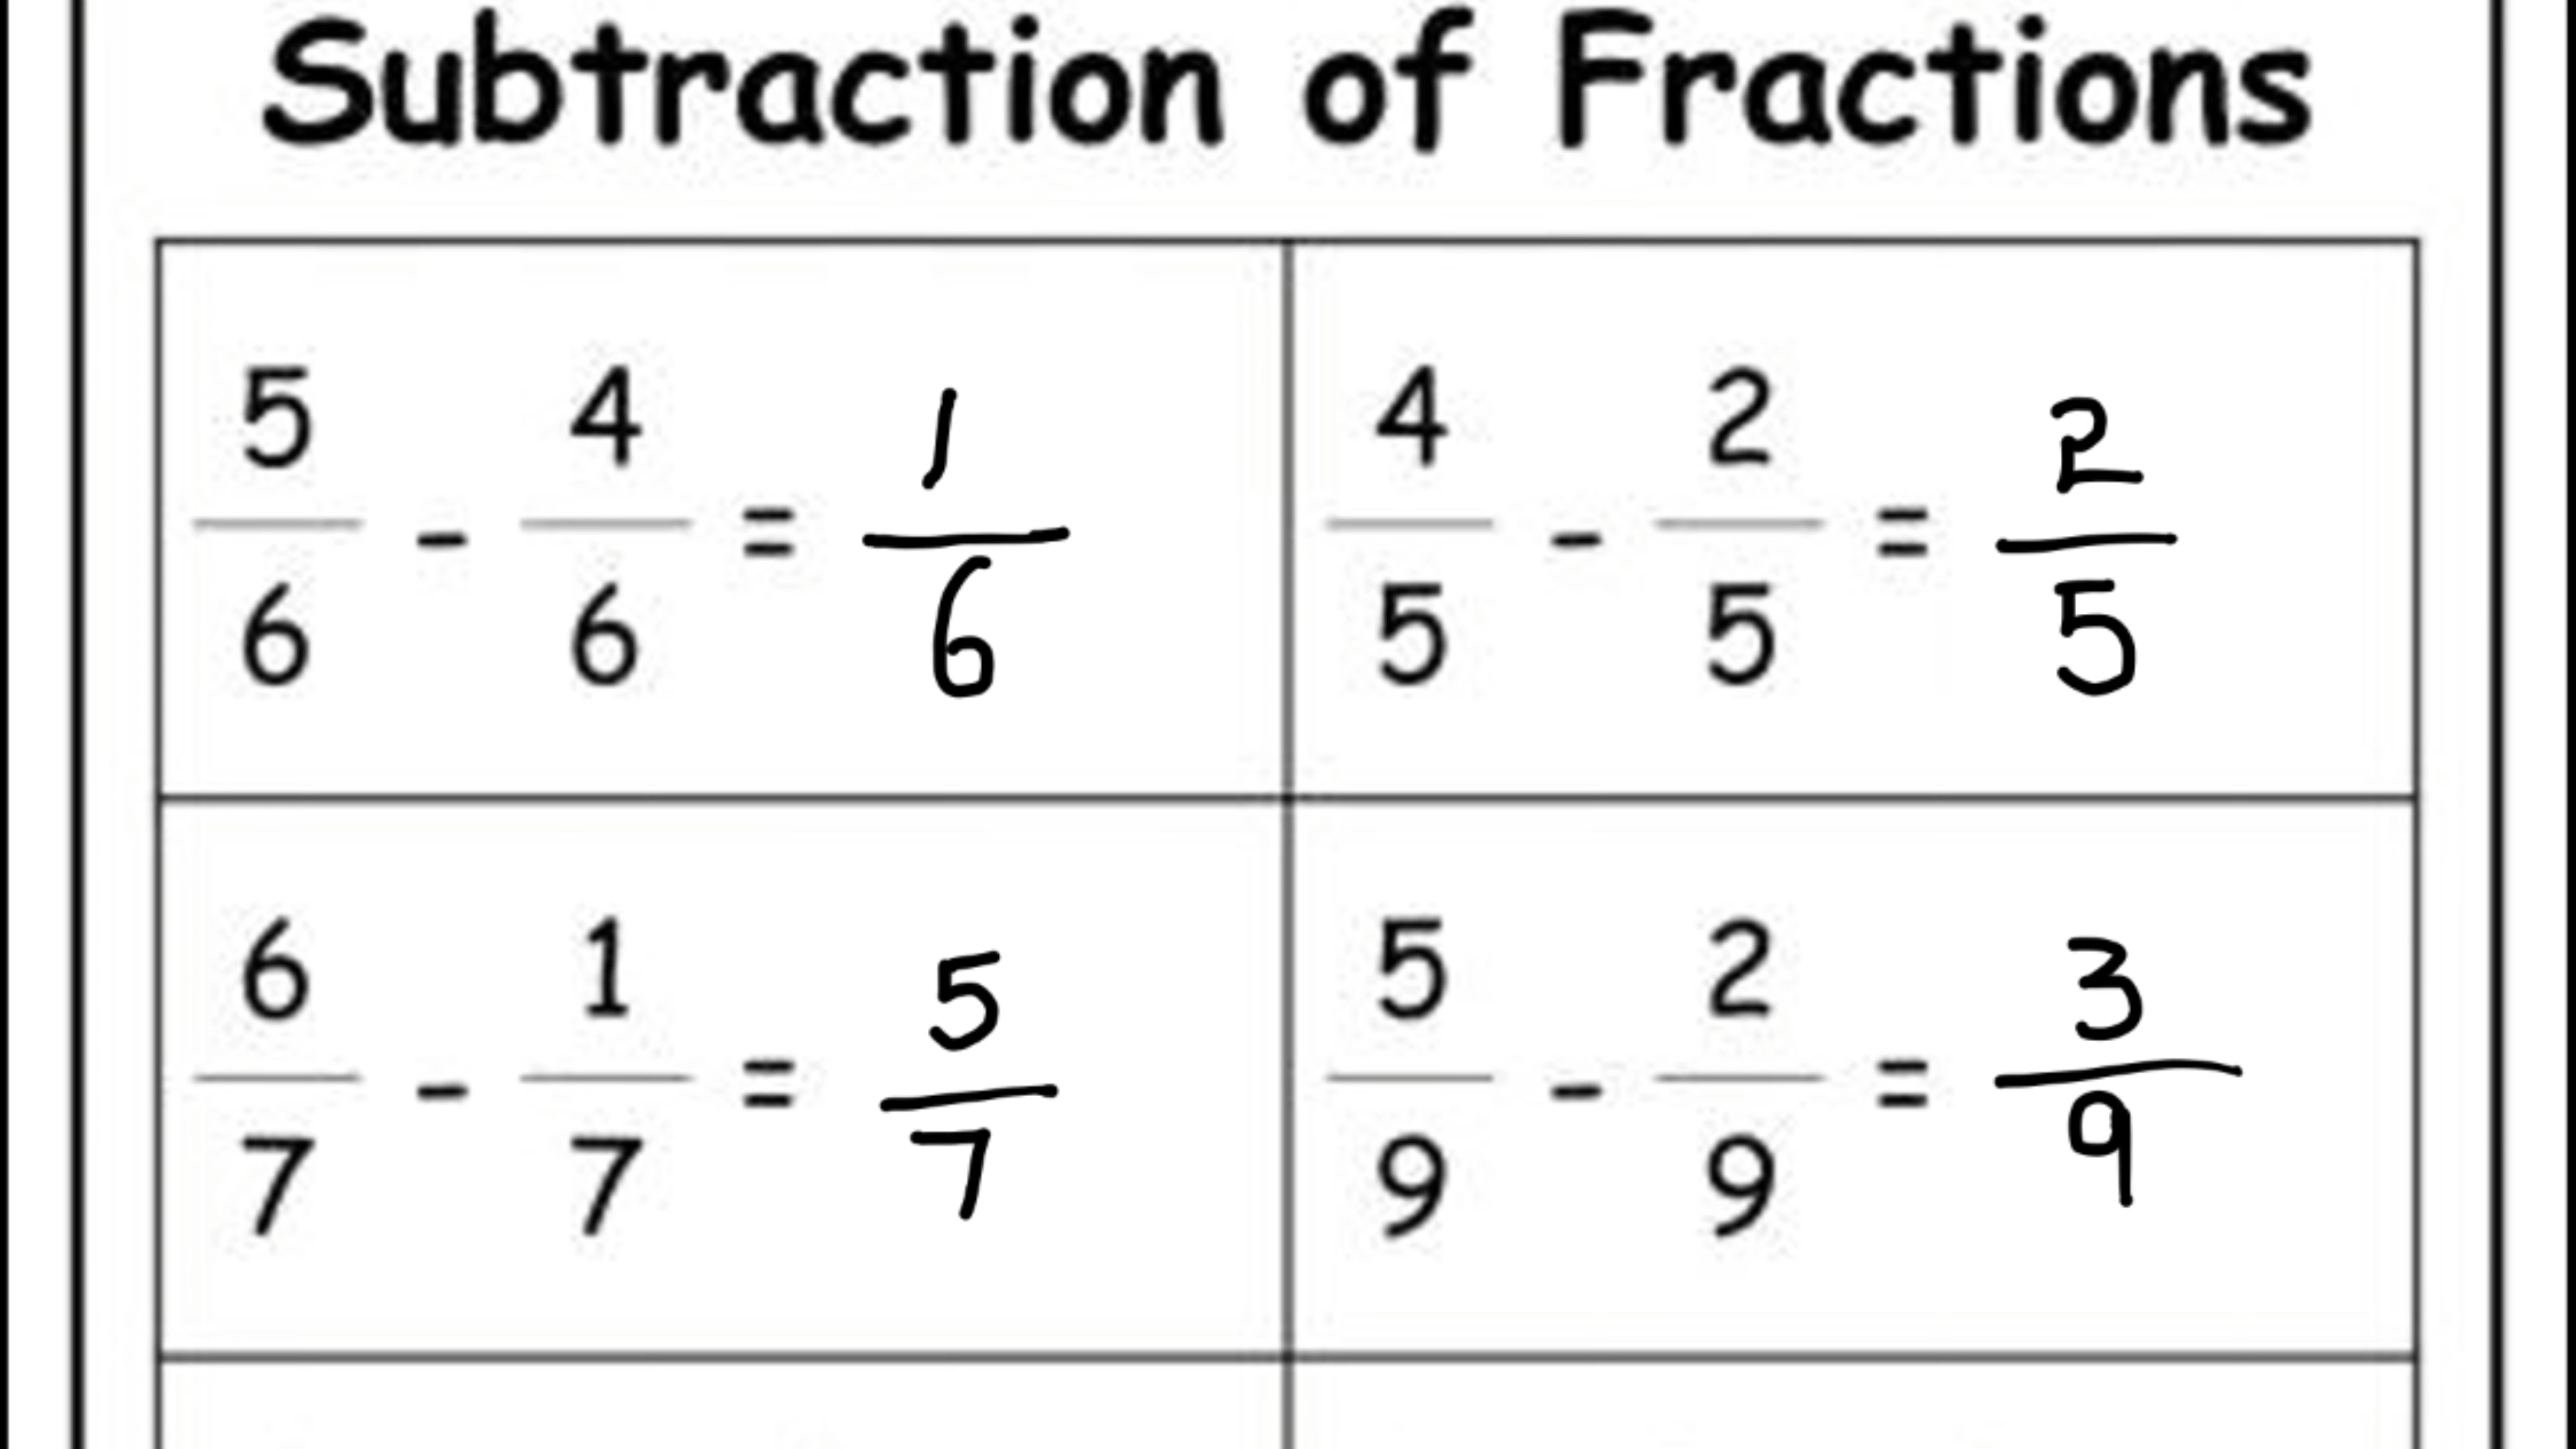 Subtraction of Fractions
5/6 - 4/6 = 1/6
4/5 - 2/5 = 2/5
6/7 - 1/7 = 5/7
5/9 - 2/9 = 3/9